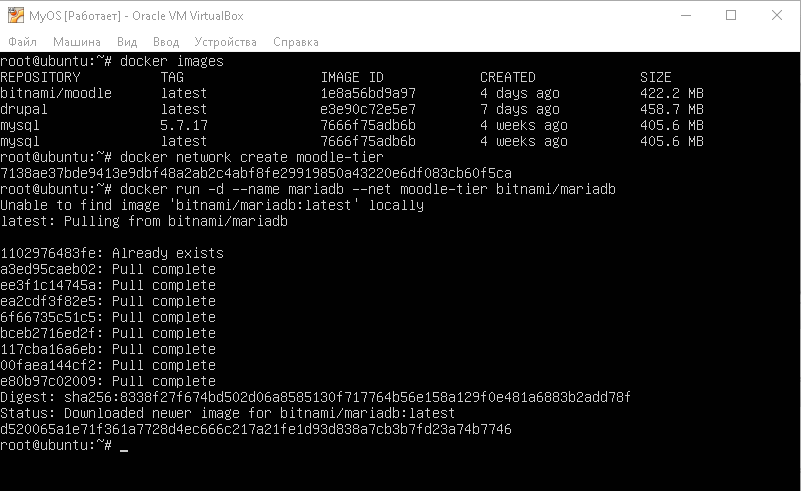 MyOS [Работает] - Oracle VM VirtualBox
Файл Машина Вид Ввод Устройства Справка
root@ubuntu:~# docker images
REPOSITORY TAG IMAGE ID CREATED SIZE
bitnami/moodle latest 1e8a56bd9a97 4 days ago 422.2 MB
drupal latest e3e90c72e5e7 7 days ago 458.7 MB
mysql 5.7.17 7666f75adb6b 4 weeks ago 405.6 MB
mysql latest 7666f75adb6b 4 weeks ago 405.6 MB
root@ubuntu:~# docker network create moodle-tier
7138ae37bde9413e9dbf48a2ab2c4abf8fe29919850a43220e6df083cb60f5ca
root@ubuntu:~# docker run -d --name mariadb --net moodle-tier bitnami/mariadb
Unable to find image 'bitnami/mariadb:latest' locally
latest: Pulling from bitnami/mariadb
1102976483fe: Already exists
a3ed95caeb02: Pull complete
ee3f1c14745a: Pull complete
ea2cdf3f82e5: Pull complete
6f66735c51c5: Pull complete
bceb2716ed2f: Pull complete
117cba16a6eb: Pull complete
00faea144cf2: Pull complete
e80b97c02009: Pull complete
Digest: sha256:8338f27f674bd502d06a8585130f717764b56e158a129f0e481a6883b2add78f
Status: Downloaded newer image for bitnami/mariadb:latest
d520065a1e71f361a7728d4ec666c217a21fe1d93d838a7cb3b7fd23a74b7746
root@ubuntu:~# _